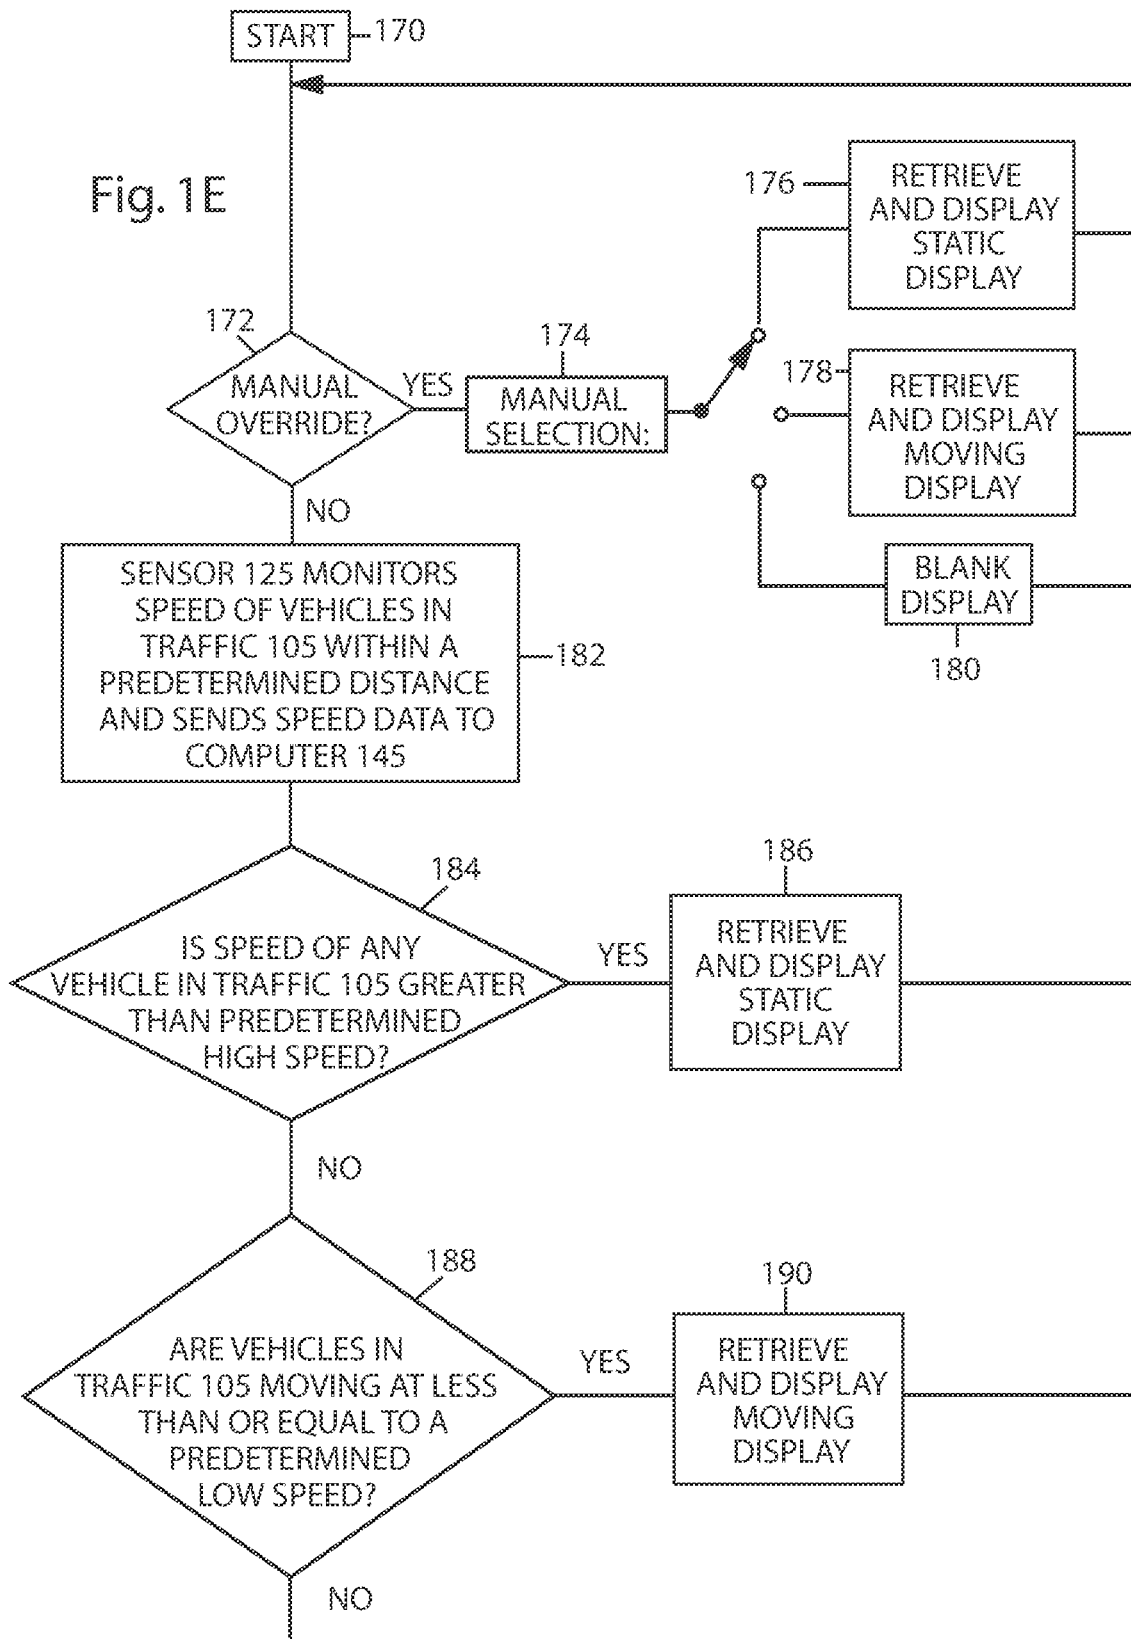 START
170
Fig. 1E
176
RETRIEVE
AND DISPLAY
STATIC
DISPLAY
172
MANUAL
OVERRIDE?
YES
174
MANUAL
SELECTION:
178
RETRIEVE
AND DISPLAY
MOVING
DISPLAY
NO
BLANK
DISPLAY
180
SENSOR 125 MONITORS
SPEED OF VEHICLES IN
TRAFFIC 105 WITHIN A
PREDETERMINED DISTANCE
AND SENDS SPEED DATA TO
COMPUTER 145
182
184
IS SPEED OF ANY
VEHICLE IN TRAFFIC 105 GREATER
THAN PREDETERMINED
HIGH SPEED?
YES
186
RETRIEVE
AND DISPLAY
STATIC
DISPLAY
NO
188
ARE VEHICLES IN
TRAFFIC 105 MOVING AT LESS
THAN OR EQUAL TO A
PREDETERMINED
LOW SPEED?
YES
190
RETRIEVE
AND DISPLAY
MOVING
DISPLAY
NO